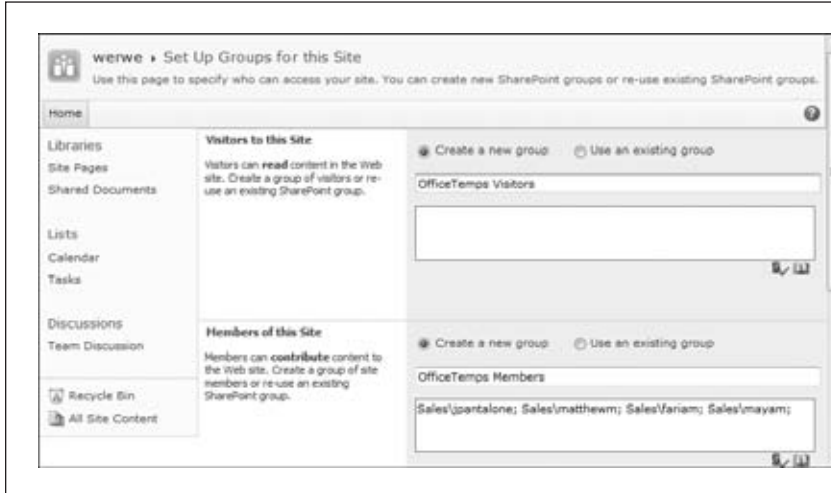 werwe ▸ Set Up Groups for this Site
Use this page to specify who can access your site. You can create new SharePoint groups or re-use existing SharePoint groups.
Home
Libraries
Site Pages
Shared Documents
Lists
Calendar
Tasks
Discussions
Team Discussion
Recycle Bin
All Site Content
Visitors to this Site
Visitors can read content in the Web
site. Create a group of visitors or re-
use an existing SharePoint group.
Create a new group
Use an existing group
OfficeTemps Visitors
Members of this Site
Members can contribute content to
the Web site. Create a group of site
members or re-use an existing
SharePoint group.
Create a new group
Use an existing group
OfficeTemps Members
Sales\jpantalone; Sales\matthewm; Sales\fariam; Sales\mayam;